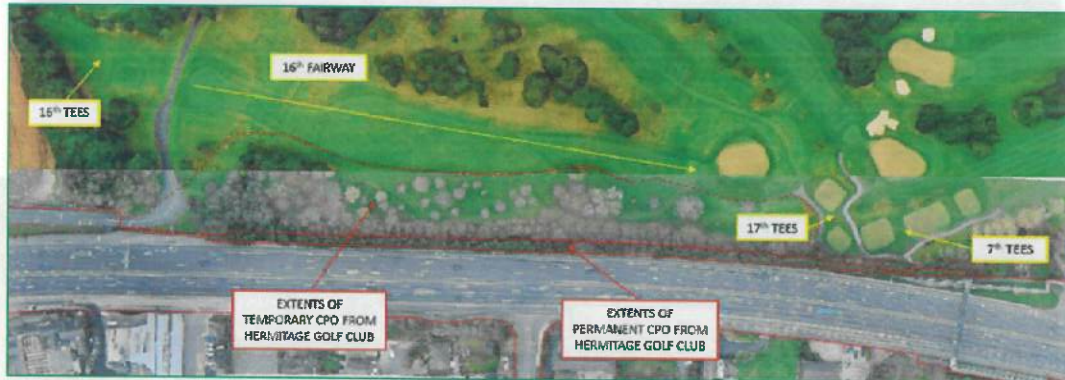 16th FAIRWAY
16th TEES
17th TEES
7th TEES
EXTENTS OF
TEMPORARY CPO FROM
HERMITAGE GOLF CLUB
EXTENTS OF
PERMANENT CPO FROM
HERMITAGE GOLF CLUB